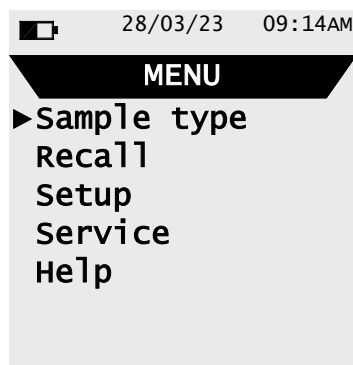 28/03/23 09:14AM
MENU
▶Sample type
Recall
Setup
Service
Help